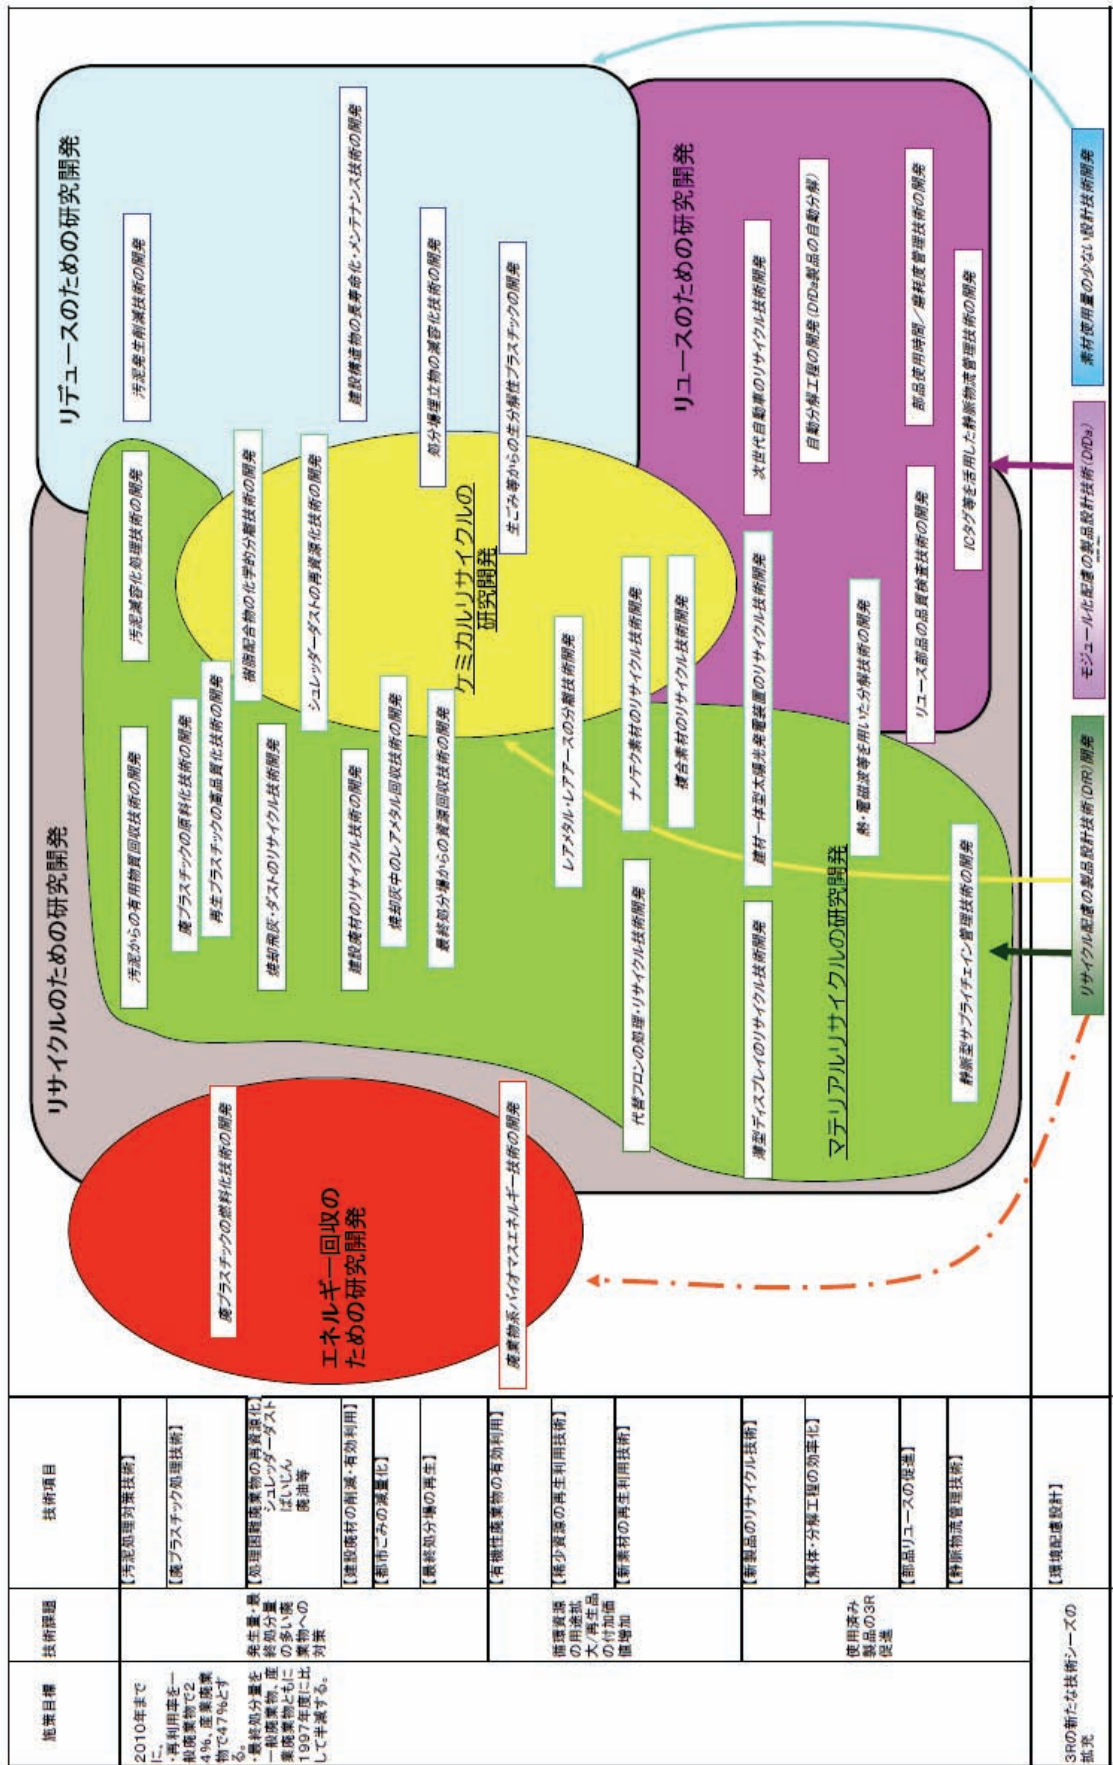 施策目標
技術課題
技術項目
2010年まで
に、
・再利用率を一
般廃棄物で2
4%、産業廃棄
物で47%とす
る。
・最終処分量を
一般廃棄物、産
業廃棄物ともに
1997年度に比
して半減する。
発生量・最
終処分量
の多い廃
棄物への
対策
【汚泥処理対策技術】
【廃プラスチック処理技術】
【処理困難廃棄物の再資源化】
シュレッダーダスト
ばいじん
廃油等
【建設廃材の削減・有効利用】
【都市ごみの減量化】
【最終処分場の再生】
循環資源
の用途拡
大/再生品
の付加価
値増加
【有機性廃棄物の有効利用】
【稀少資源の再生利用技術】
【新素材の再生利用技術】
使用済み
製品の3R
促進
【新製品のリサイクル技術】
【解体・分解工程の効率化】
【部品リユースの促進】
【静脈物流管理技術】
3Rの新たな技術シーズの
拡充
【環境配慮設計】
エネルギー回収の
ための研究開発
廃プラスチックの燃料化技術の開発
廃棄物系バイオマスエネルギー技術の開発
リサイクルのための研究開発
汚泥からの有用物質回収技術の開発
汚泥減容化処理技術の開発
廃プラスチックの原料化技術の開発
再生プラスチックの高品質化技術の開発
樹脂配合物の化学的分離技術の開発
焼却飛灰・ダストのリサイクル技術開発
シュレッダーダストの再資源化技術の開発
建設廃材のリサイクル技術の開発
焼却灰中のレアメタル回収技術の開発
最終処分場からの資源回収技術の開発
ケミカルリサイクルの
研究開発
レアメタル・レアアースの分離技術開発
代替フロンの処理・リサイクル技術開発
ナノテク素材のリサイクル技術開発
複合素材のリサイクル技術開発
薄型ディスプレイのリサイクル技術開発
建材一体型太陽光発電装置のリサイクル技術開発
マテリアルリサイクルの研究開発
熱・電磁波等を用いた分解技術の開発
静脈型サプライチェイン管理技術の開発
リデュースのための研究開発
汚泥発生削減技術の開発
建設構造物の長寿命化・メンテナンス技術の開発
処分場埋立物の減容化技術の開発
生ごみ等からの生分解性プラスチックの開発
リユースのための研究開発
次世代自動車のリサイクル技術開発
自動分解工程の開発(DfDa製品の自動分解)
リユース部品の品質検査技術の開発
部品使用時間/磨耗度管理技術の開発
ICタグ等を活用した静脈物流管理技術の開発
リサイクル配慮の製品設計技術(DfR)開発
モジュール化配慮の製品設計技術(DfDa)
素材使用量の少ない設計技術開発